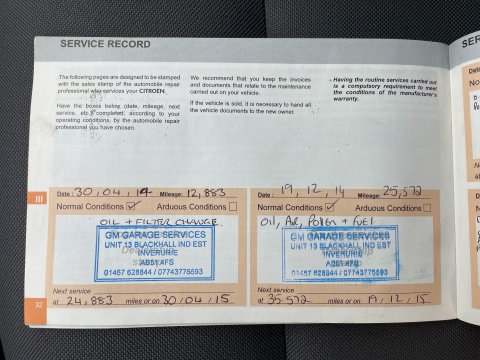 SERVICE RECORD
The following pages are designed to be stamped
with the sales stamp of the automobile repair
professional who services your CITROËN.
Have the boxes below (date, mileage, next
service, etc.) completed, according to your
operating conditions, by the automobile repair
professional you have chosen.
We recommend that you keep the invoices
and documents that relate to the maintenance
carried out on your vehicle.
If the vehicle is sold, it is necessary to hand all
the vehicle documents to the new owner.
- Having the routine services carried out
is a compulsory requirement to meet
the conditions of the manufacturer's
warranty.
III
Date: 30, 04, 14 Mileage: 12,883
Normal Conditions ☑ Arduous Conditions ☐
OIL + FILTER CHANGE.
GM GARAGE SERVICES
UNIT 13 BLACKHALL IND EST
INVERURIE
AB51 4FS
01467 628844 / 07743776593
Next service
at 24,883 miles or on 30/04/15
Date: 19, 12, 14 Mileage: 25,572
Normal Conditions ☑ Arduous Conditions ☐
Oil, Air, Pollen + Fuel
GM GARAGE SERVICES
UNIT 13 BLACKHALL IND EST
INVERURIE
AB51 4FS
01467 628844 / 07743776593
Next service
at 35.572 miles or on 19, 12, 15
32
SER